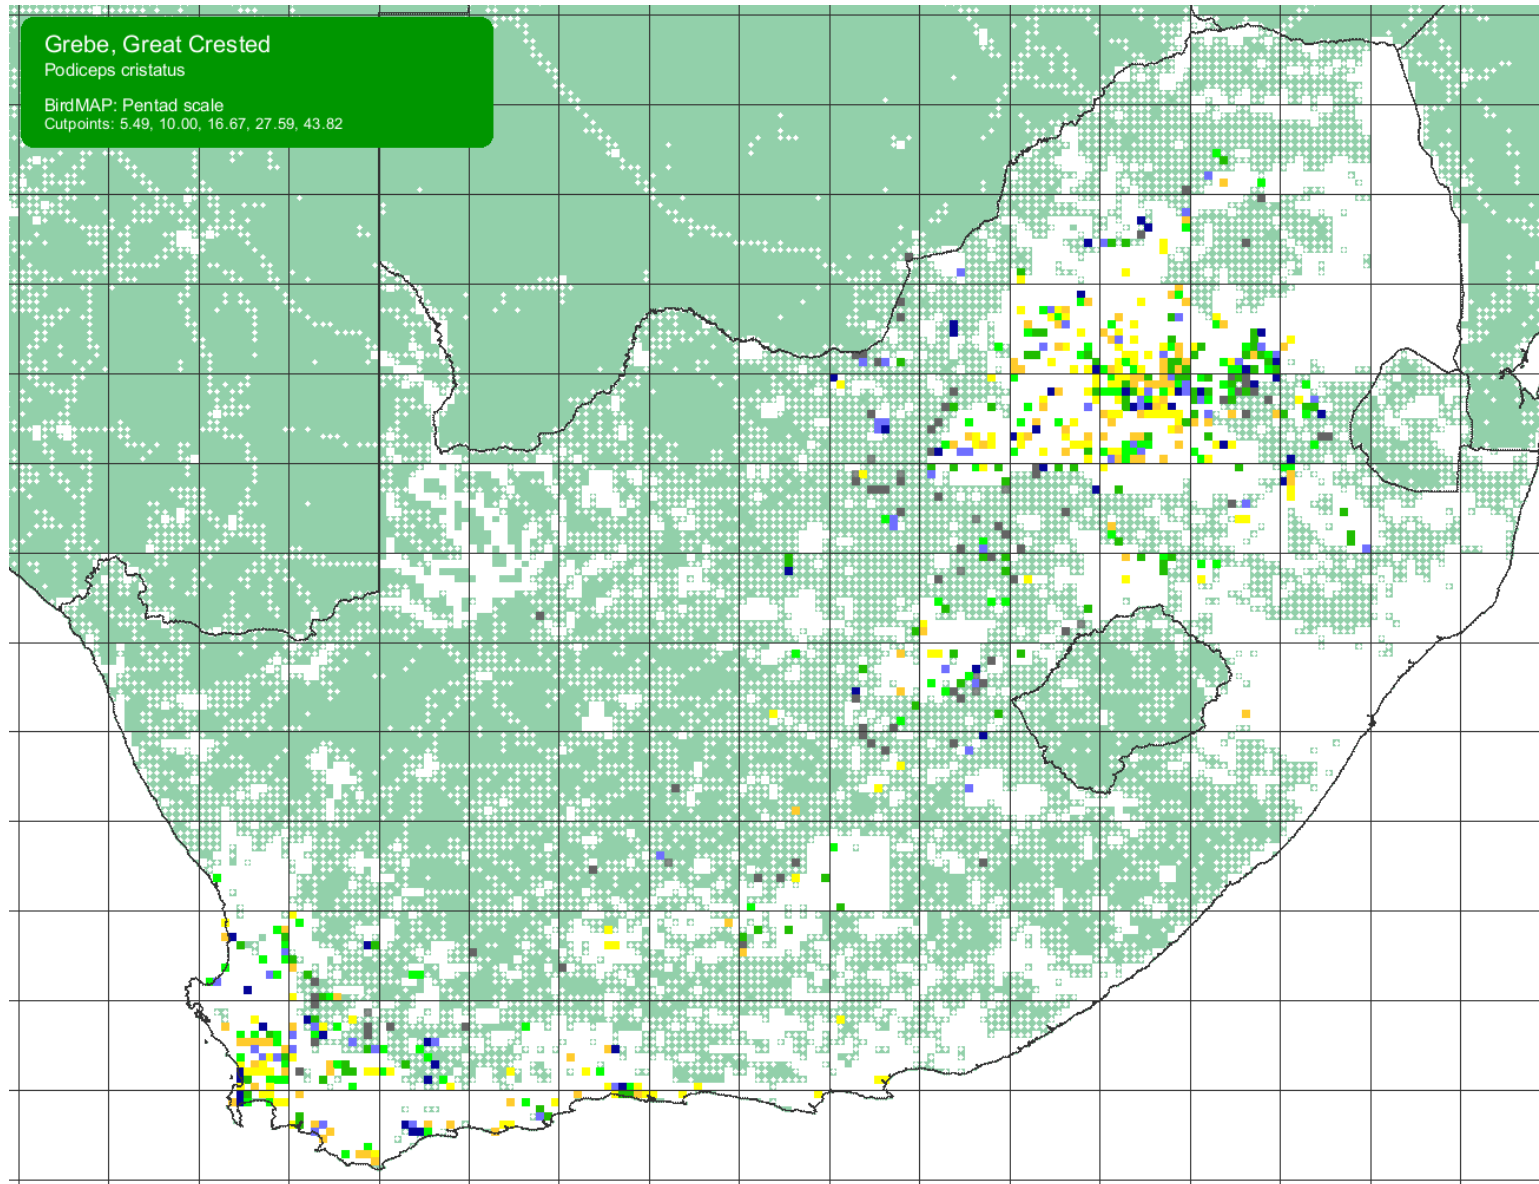 Grebe, Great Crested
Podiceps cristatus
BirdMAP: Pentad scale
Cutpoints: 5.49, 10.00, 16.67, 27.59, 43.82